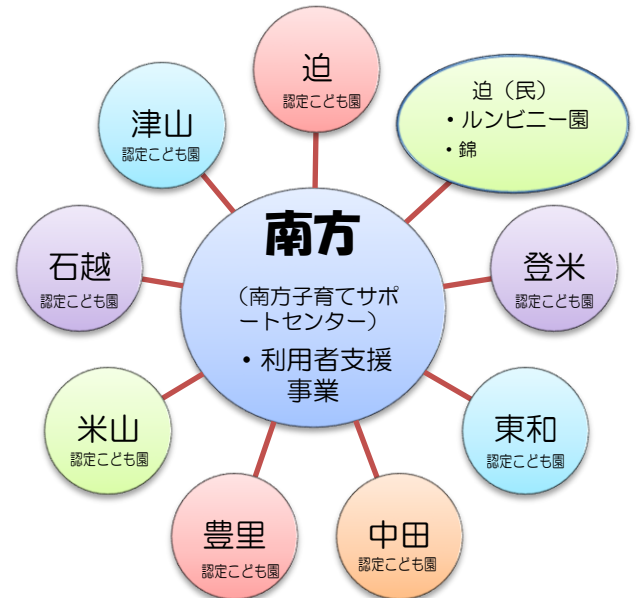 迫
認定こども園
迫（民）
・ルンビニー園
・錦
津山
認定こども園
南方
（南方子育てサポ
ートセンター）
・利用者支援
事業
石越
認定こども園
登米
認定こども園
米山
認定こども園
東和
認定こども園
豊里
認定こども園
中田
認定こども園